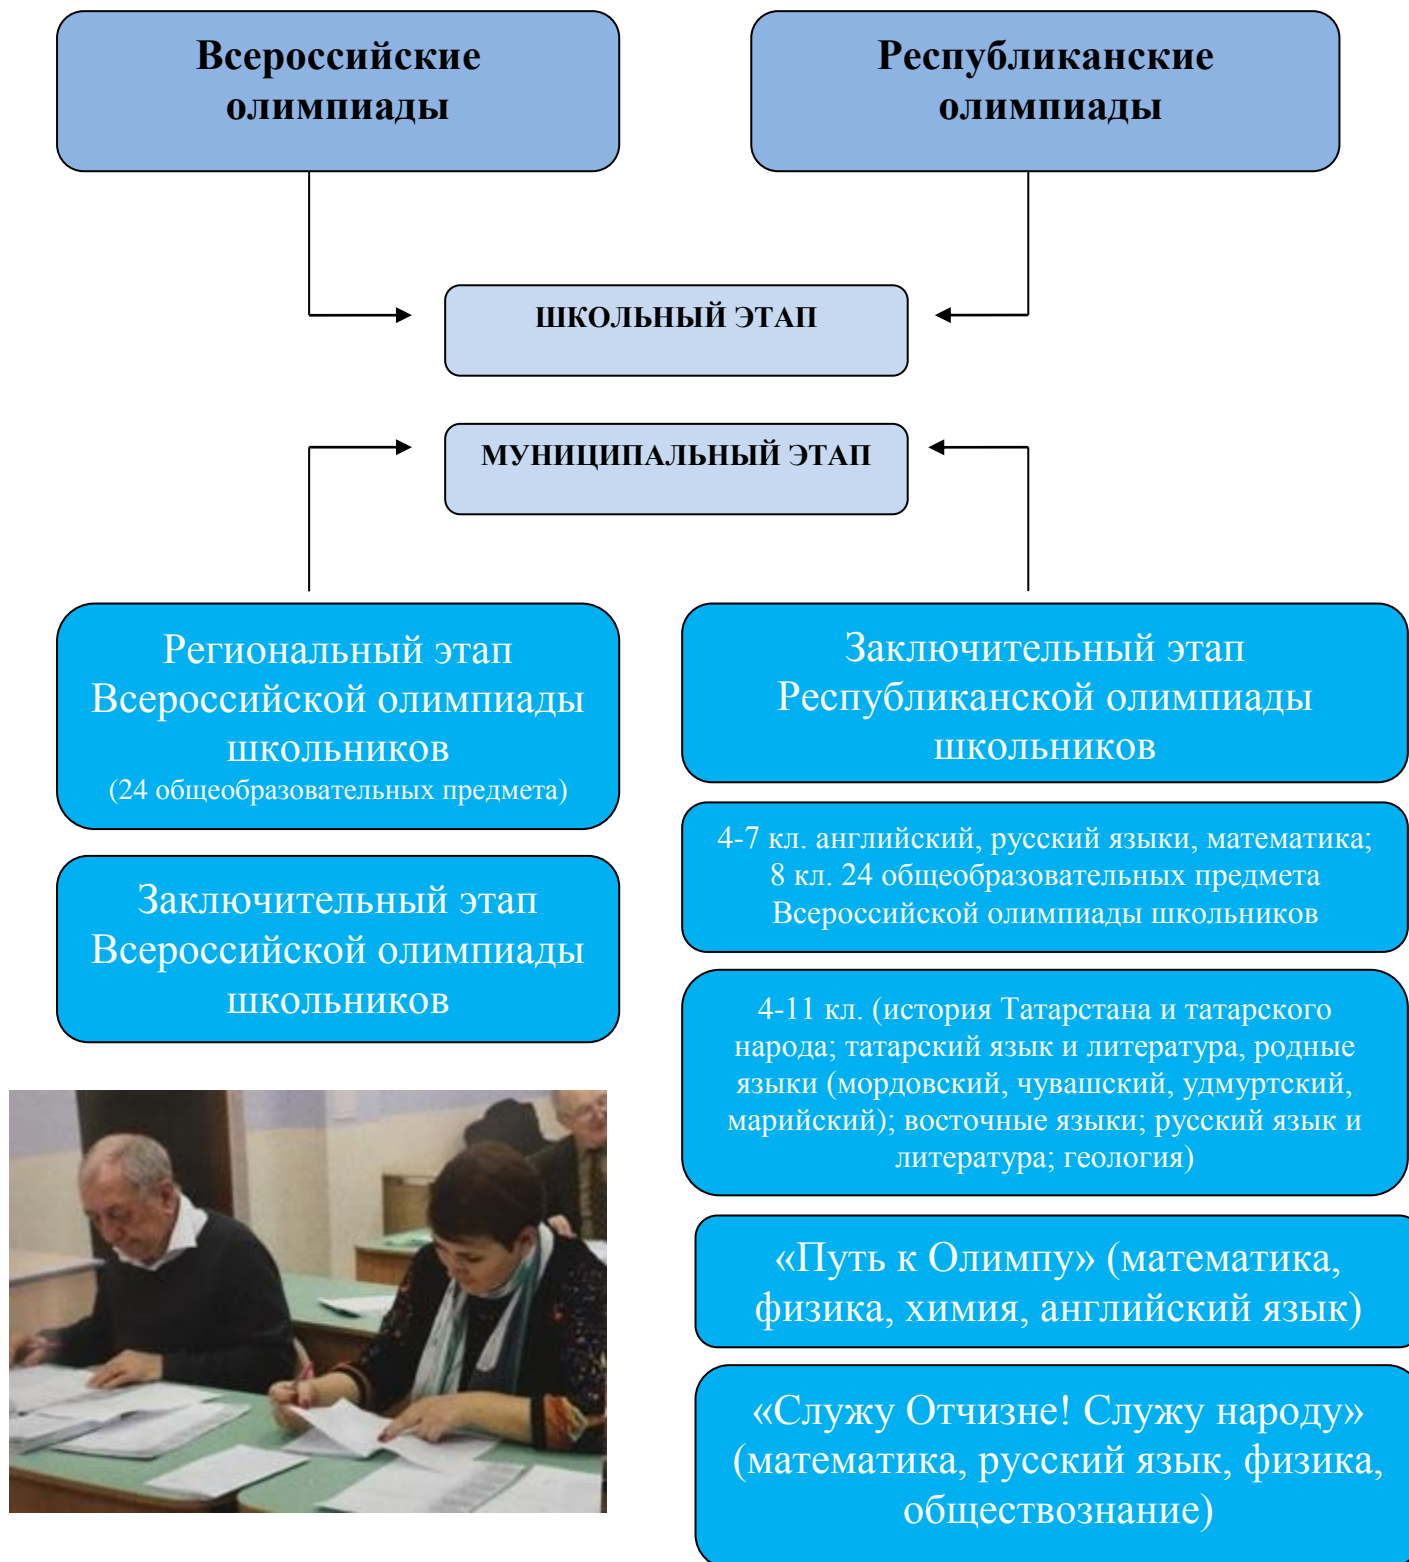 Всероссийские
олимпиады
Республиканские
олимпиады
ШКОЛЬНЫЙ ЭТАП
МУНИЦИПАЛЬНЫЙ ЭТАП
Региональный этап
Всероссийской олимпиады
школьников
(24 общеобразовательных предмета)
Заключительный этап
Всероссийской олимпиады
школьников
Заключительный этап
Республиканской олимпиады
школьников
4-7 кл. английский, русский языки, математика;
8 кл. 24 общеобразовательных предмета
Всероссийской олимпиады школьников
4-11 кл. (история Татарстана и татарского
народа; татарский язык и литература, родные
языки (мордовский, чувашский, удмуртский,
марийский); восточные языки; русский язык и
литература; геология)
«Путь к Олимпу» (математика,
физика, химия, английский язык)
«Служу Отчизне! Служу народу»
(математика, русский язык, физика,
обществознание)